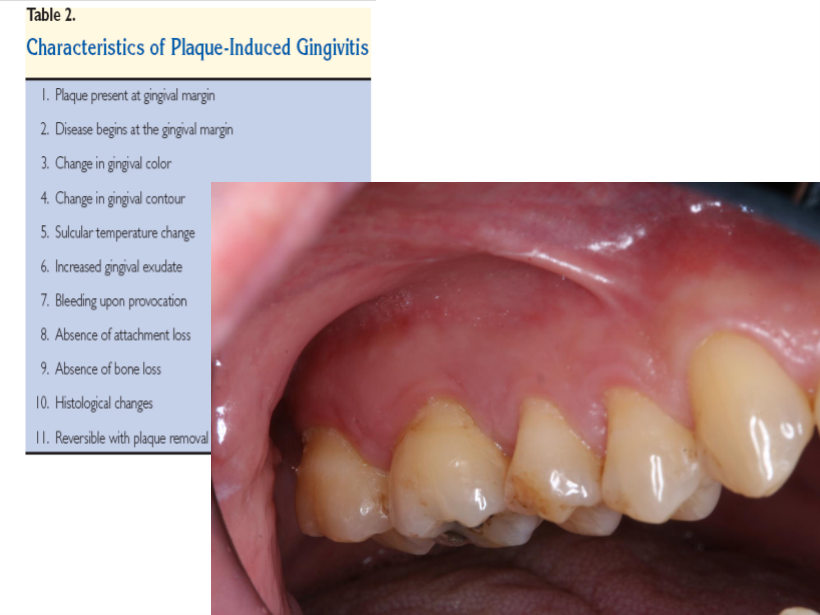 Table 2.
Characteristics of Plaque-Induced Gingivitis
1. Plaque present at gingival margin
2. Disease begins at the gingival margin
3. Change in gingival color
4. Change in gingival contour
5. Sulcular temperature change
6. Increased gingival exudate
7. Bleeding upon provocation
8. Absence of attachment loss
9. Absence of bone loss
10. Histological changes
11. Reversible with plaque removal